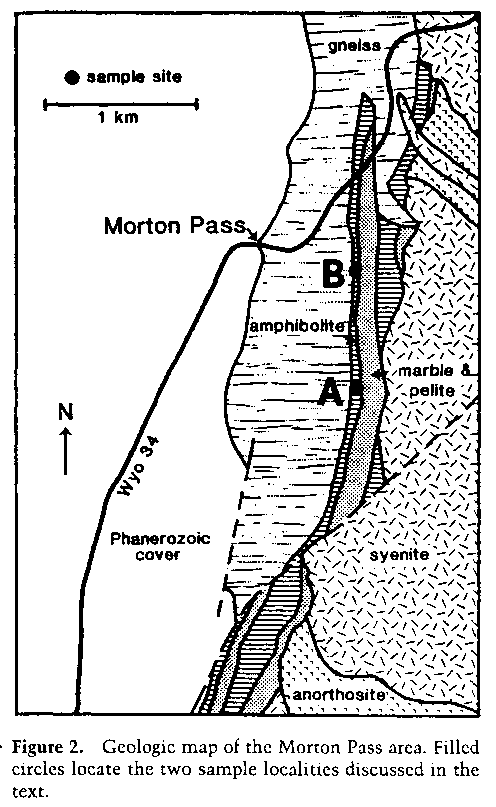 gneiss
sample site
1 km
Morton Pass
B
amphibolite
marble &
pelite
A
N
Wyo 34
Phanerozoic
cover
syenite
anorthosite
Figure 2. Geologic map of the Morton Pass area. Filled
circles locate the two sample localities discussed in the
text.